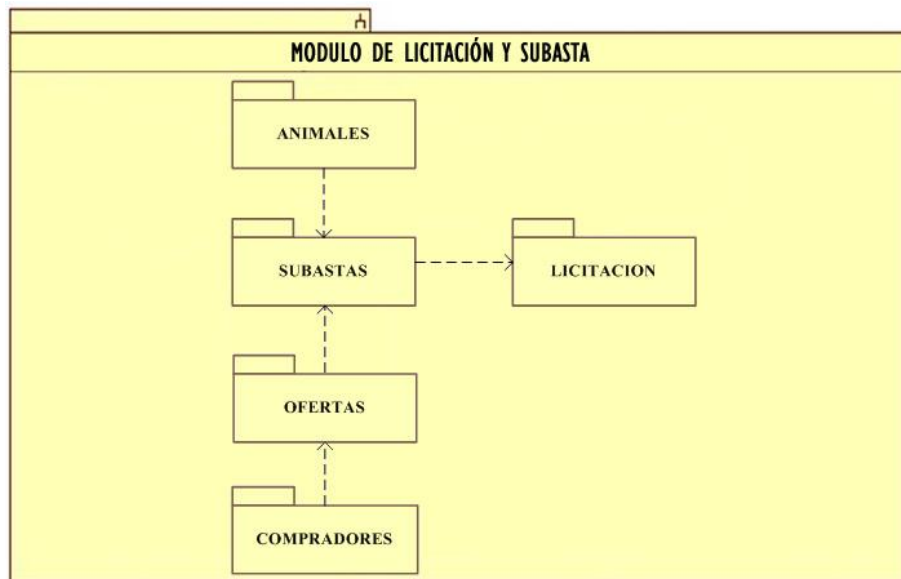 MODULO DE LICITACIÓN Y SUBASTA
ANIMALES
SUBASTAS
LICITACION
OFERTAS
COMPRADORES